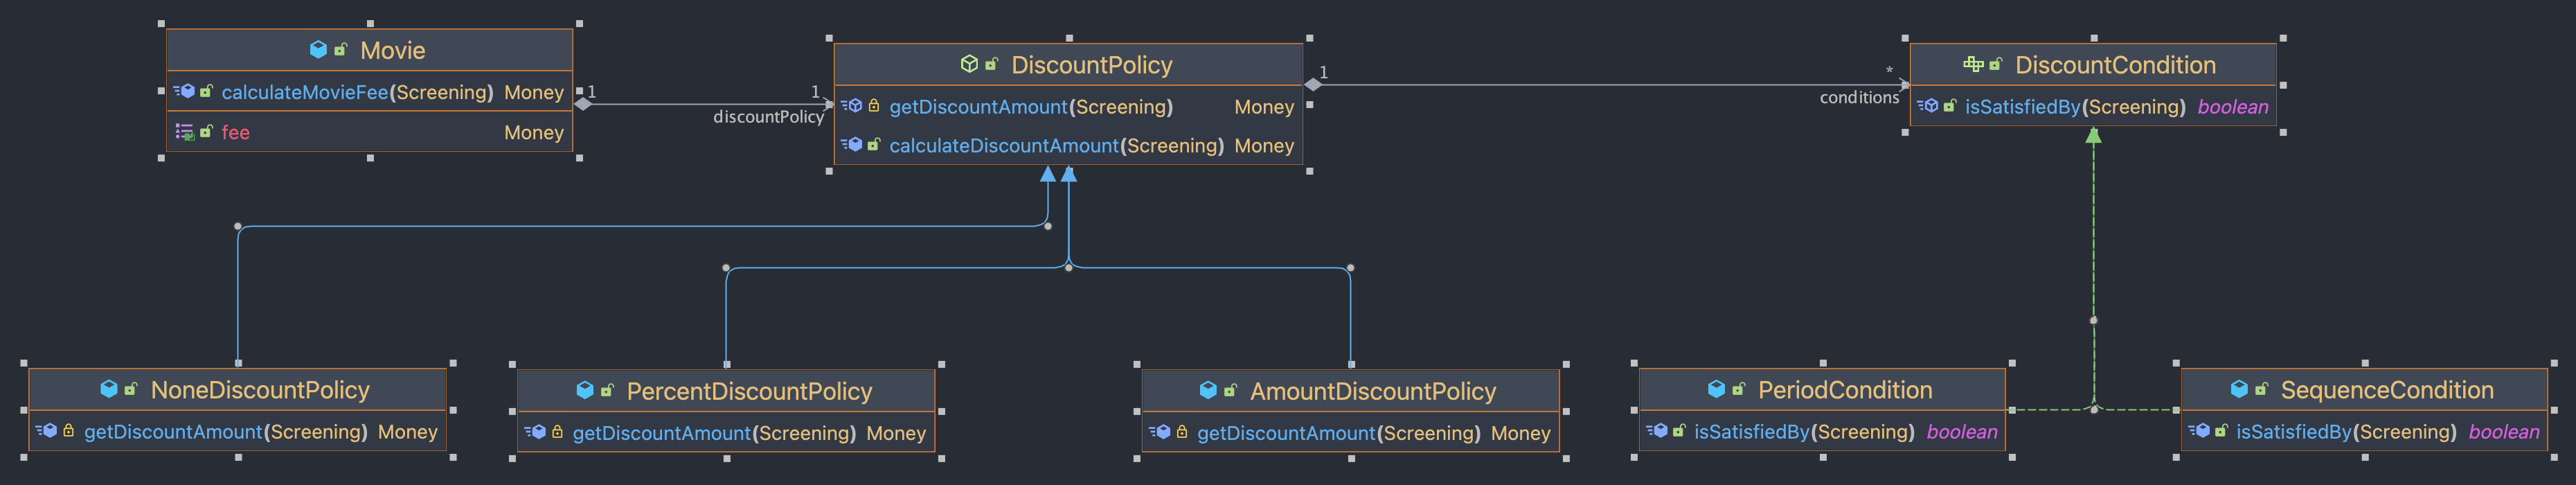 Movie
calculateMovieFee(Screening) Money
fee Money
1
1
discountPolicy
DiscountPolicy
getDiscountAmount(Screening) Money
calculateDiscountAmount(Screening) Money
1
*
conditions
DiscountCondition
isSatisfiedBy(Screening) boolean
NoneDiscountPolicy
getDiscountAmount(Screening) Money
PercentDiscountPolicy
getDiscountAmount(Screening) Money
AmountDiscountPolicy
getDiscountAmount(Screening) Money
PeriodCondition
isSatisfiedBy(Screening) boolean
SequenceCondition
isSatisfiedBy(Screening) boolean